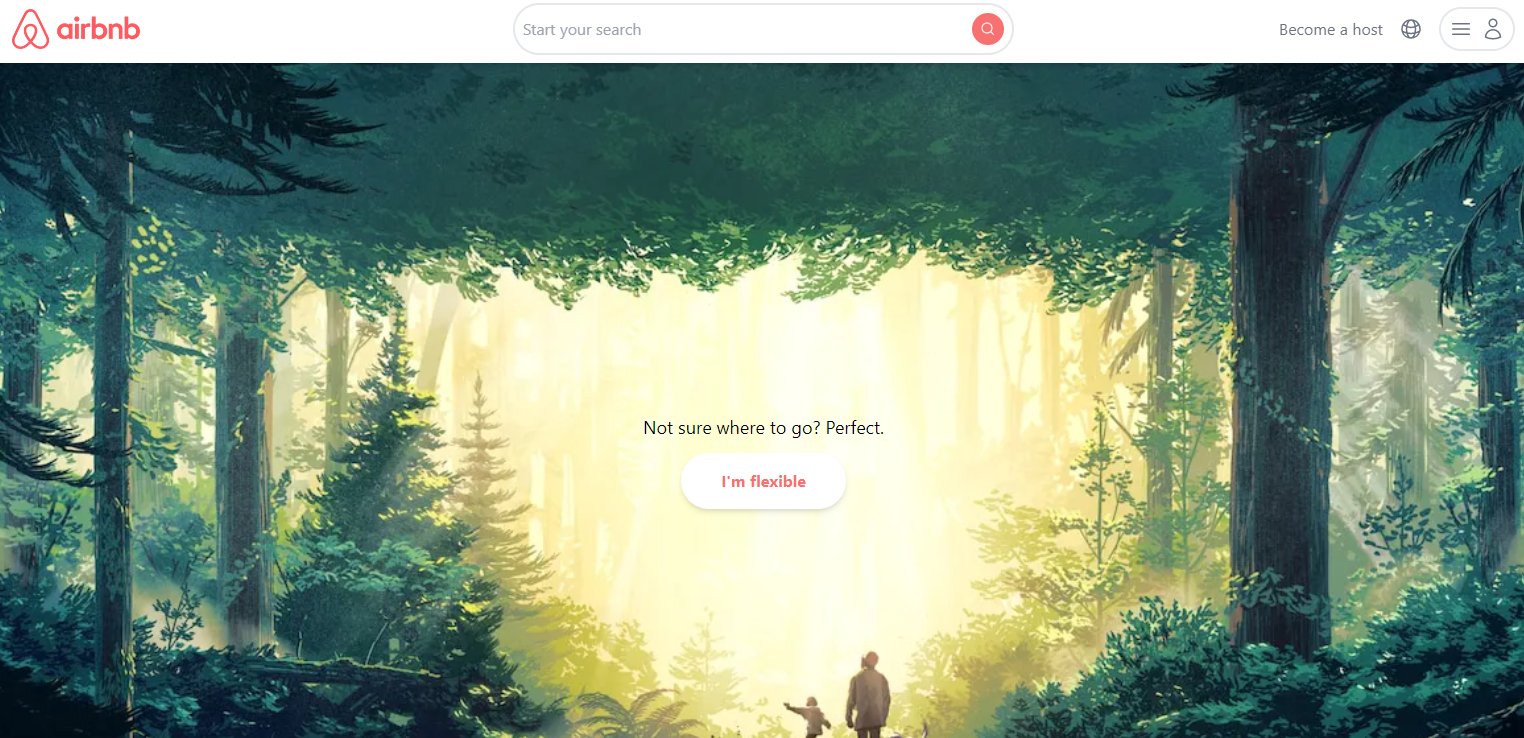 airbnb
Start your search
Become a host
Not sure where to go? Perfect.
I'm flexible